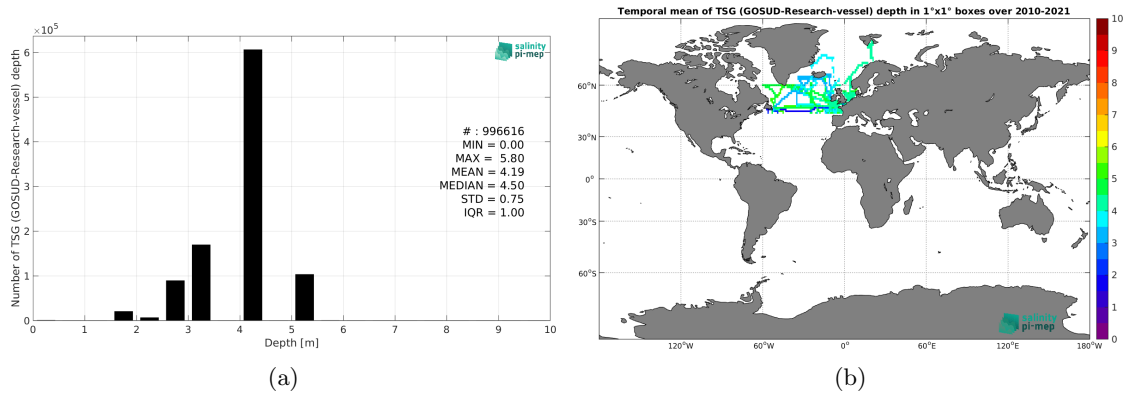 ×10⁵
Number of TSG (GOSUD-Research-vessel) depth
6
5
4
3
2
1
0
salinity
pi-mep
# : 996616
MIN = 0.00
MAX = 5.80
MEAN = 4.19
MEDIAN = 4.50
STD = 0.75
IQR = 1.00
0 1 2 3 4 5 6 7 8 9 10
Depth [m]
(a)
Temporal mean of TSG (GOSUD-Research-vessel) depth in 1°x1° boxes over 2010-2021
60°N
30°N
0°
30°S
60°S
120°W 60°W 0° 60°E 120°E 180°W
salinity
pi-mep
10
9
8
7
6
5
4
3
2
1
0
(b)